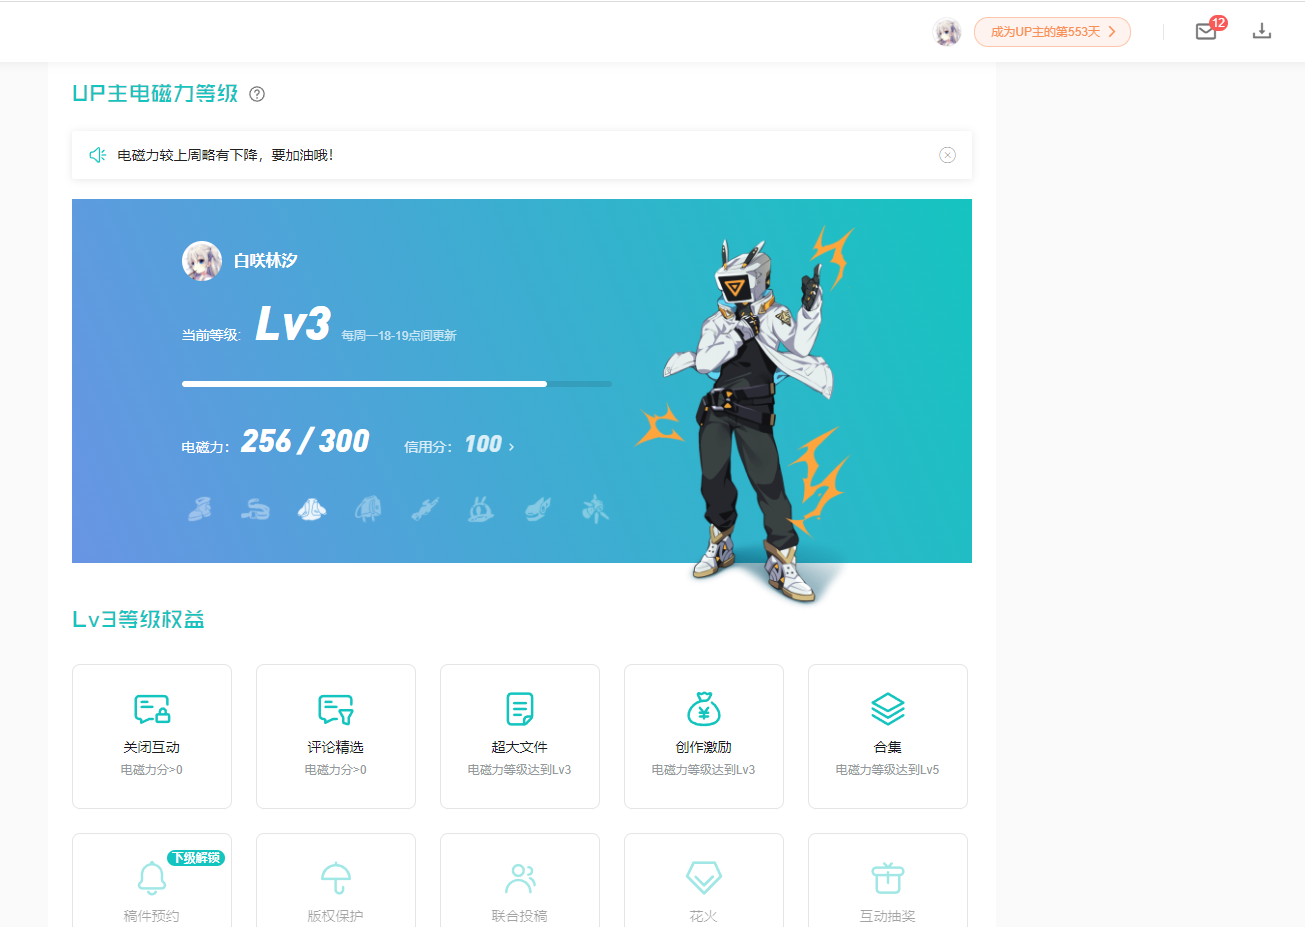 成为UP主的第553天
12
UP主电磁力等级
电磁力较上周略有下降，要加油哦！
白咲林汐
当前等级: Lv3 每周一18-19点间更新
电磁力： 256 / 300 信用分： 100
Lv3等级权益
关闭互动
电磁力分>0
评论精选
电磁力分>0
超大文件
电磁力等级达到Lv3
创作激励
电磁力等级达到Lv3
合集
电磁力等级达到Lv5
下级解锁
稿件预约
版权保护
联合投稿
花火
互动抽奖